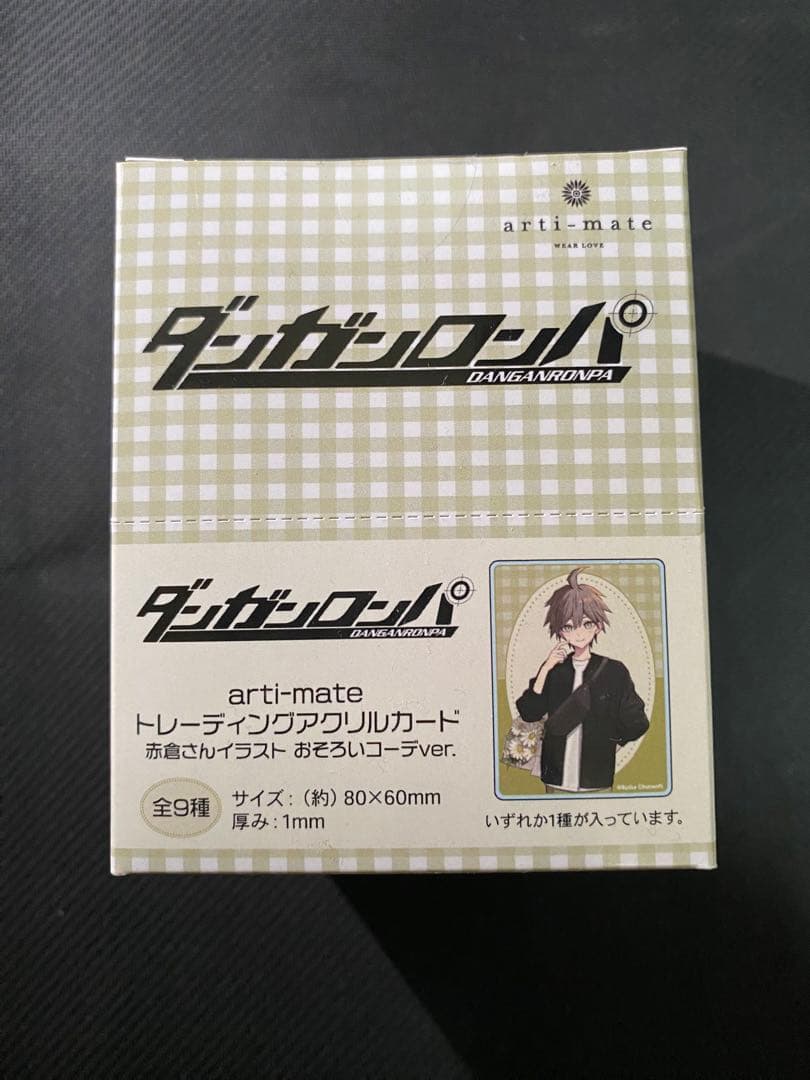 arti-mate
WEAR LOVE
ダンガンロンパ
DANGANRONPA
ダンガンロンパ
DANGANRONPA
arti-mate
トレーディングアクリルカード
赤倉さんイラスト おそろいコーデver.
全9種
サイズ：（約）80×60mm
厚み：1mm
©Spike Chunsoft
いずれか1種が入っています。